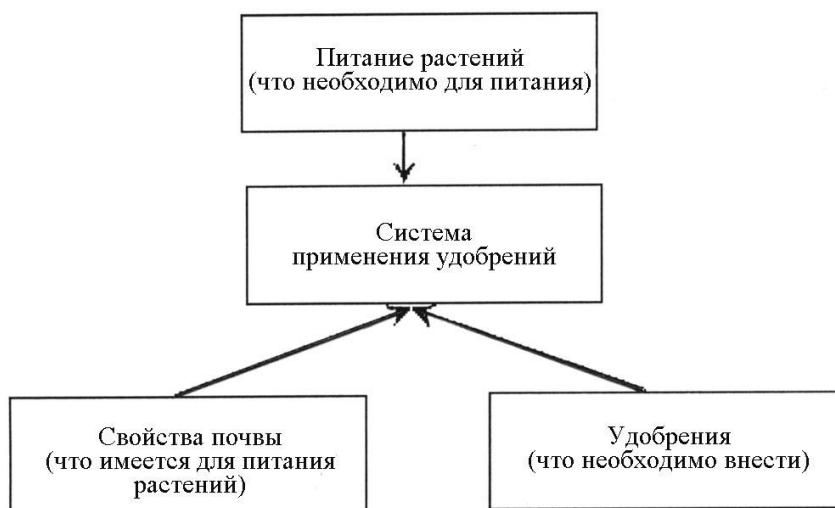 Питание растений
(что необходимо для питания)
Система
применения удобрений
Свойства почвы
(что имеется для питания
растений)
Удобрения
(что необходимо внести)